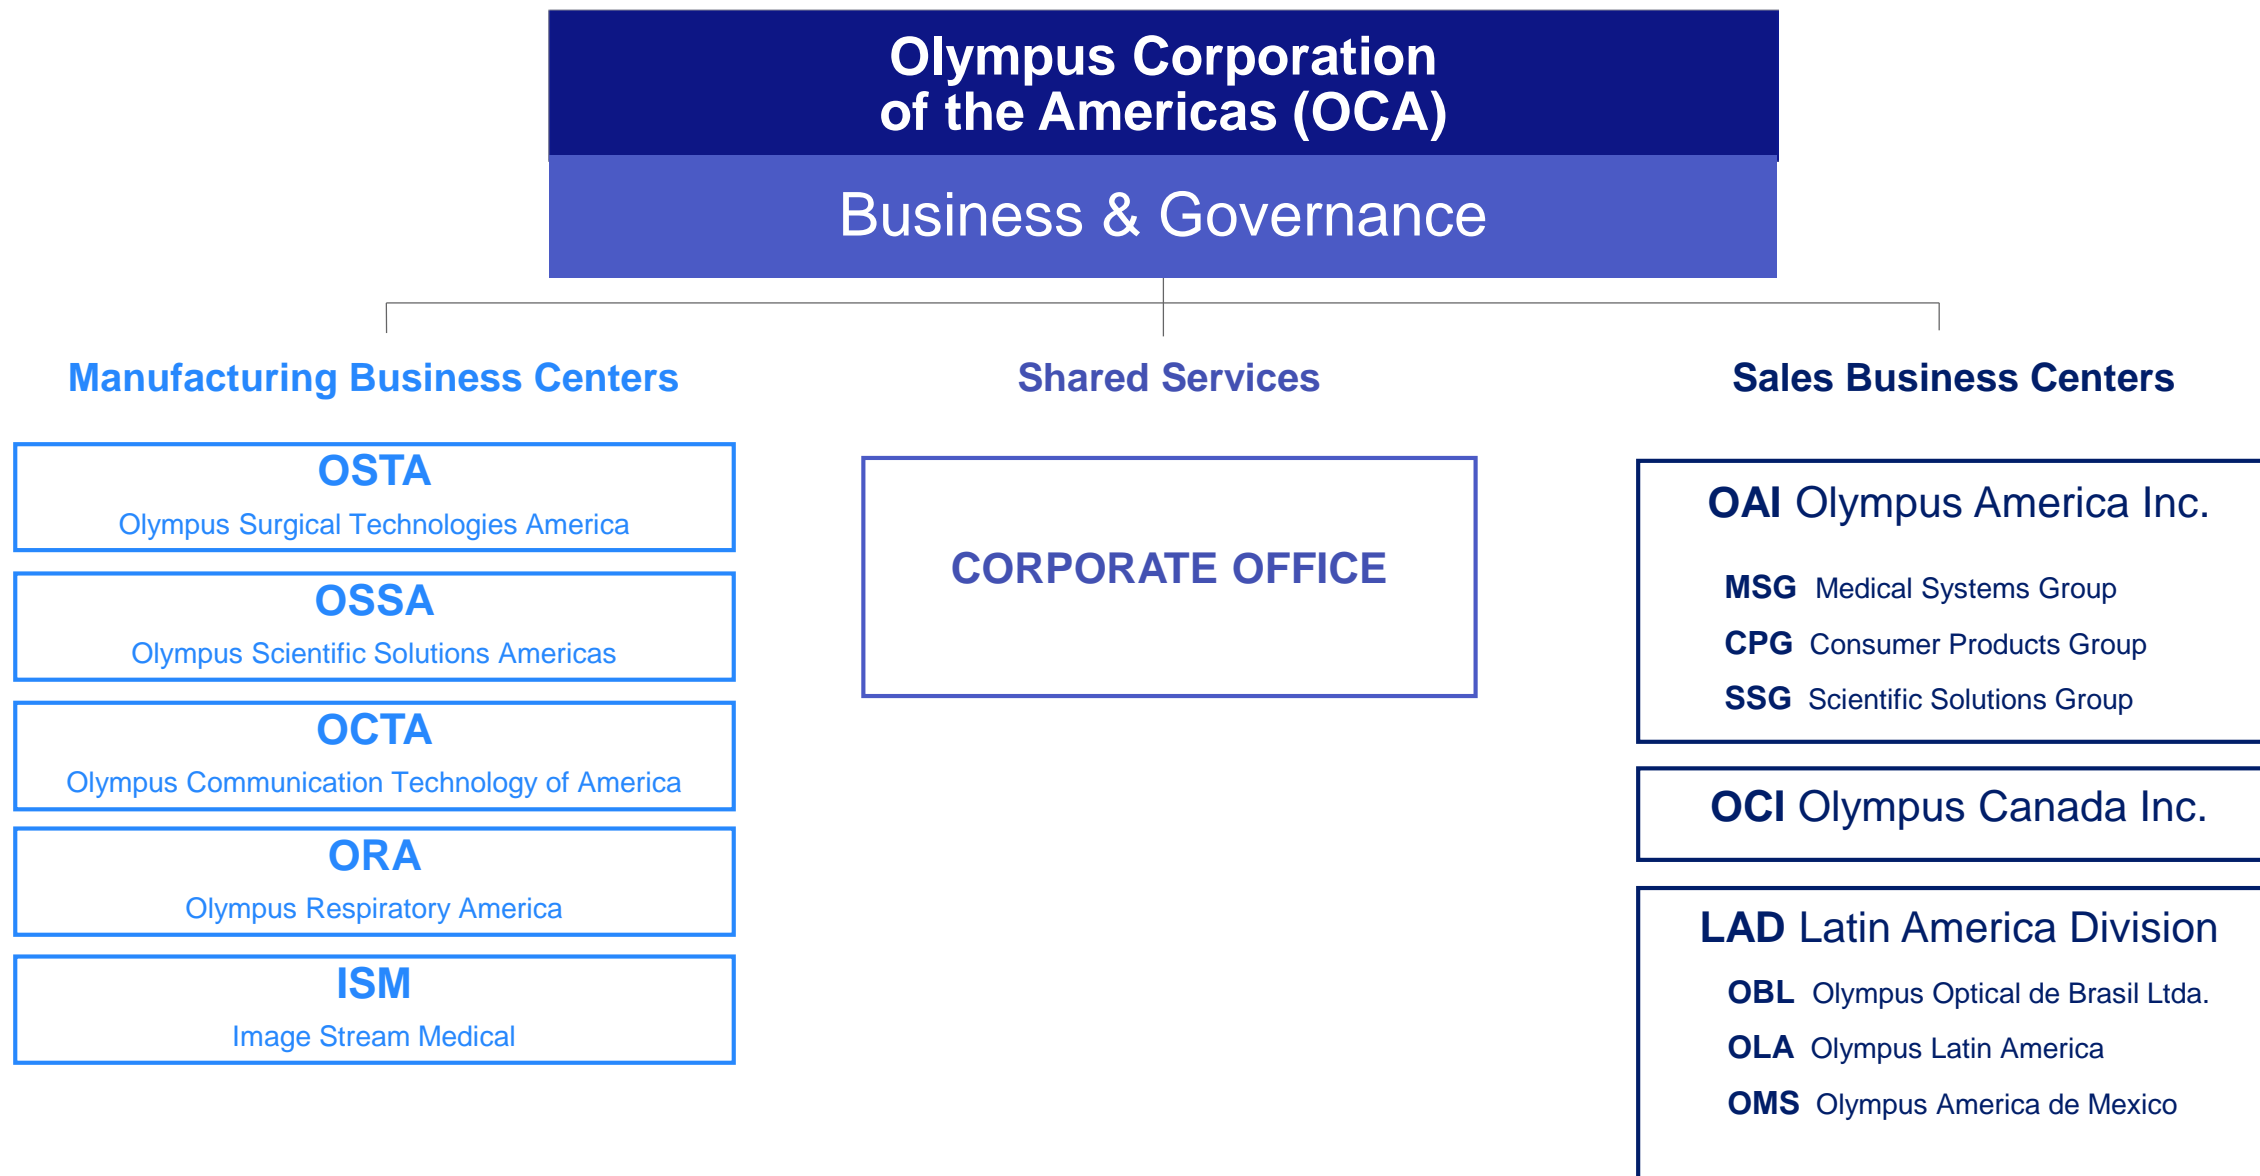 Olympus Corporation
of the Americas (OCA)
Business & Governance
Manufacturing Business Centers
OSTA
Olympus Surgical Technologies America
OSSA
Olympus Scientific Solutions Americas
OCTA
Olympus Communication Technology of America
ORA
Olympus Respiratory America
ISM
Image Stream Medical
Shared Services
CORPORATE OFFICE
Sales Business Centers
OAI Olympus America Inc.
MSG Medical Systems Group
CPG Consumer Products Group
SSG Scientific Solutions Group
OCI Olympus Canada Inc.
LAD Latin America Division
OBL Olympus Optical de Brasil Ltda.
OLA Olympus Latin America
OMS Olympus America de Mexico